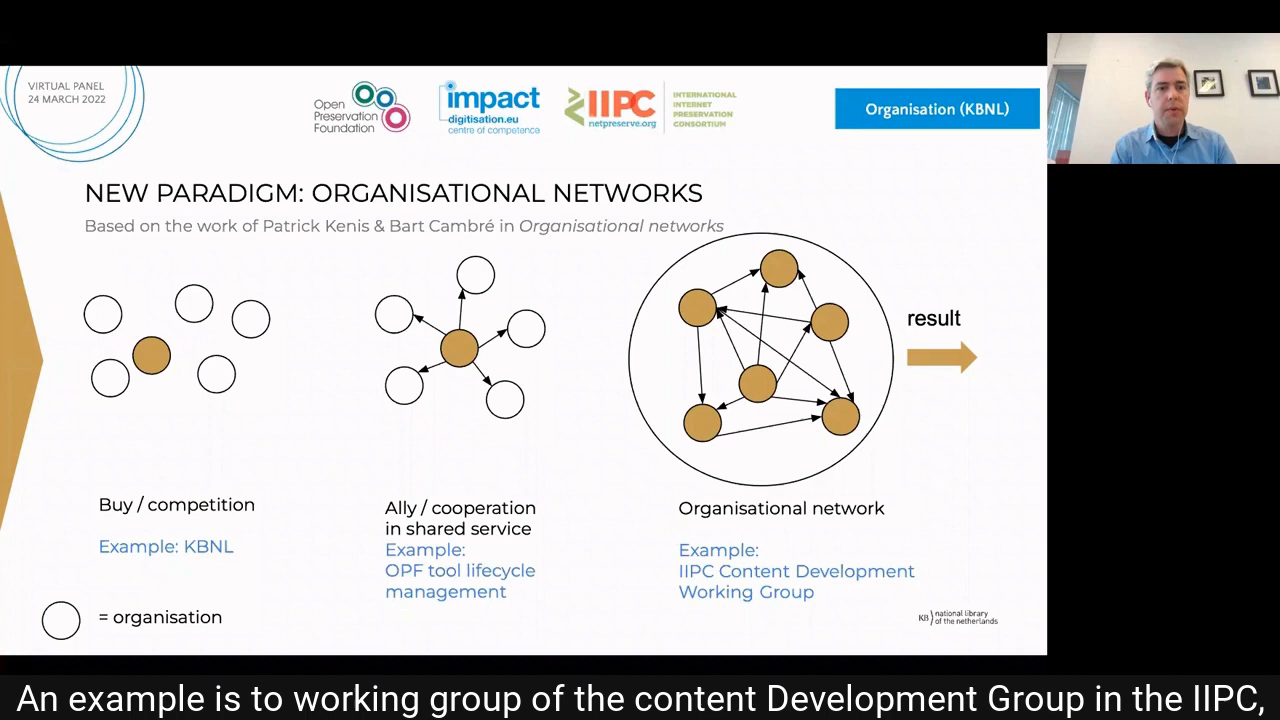 VIRTUAL PANEL
24 MARCH 2022
Open
Preservation
Foundation
impact
digitisation.eu
centre of competence
IIPC
netpreserve.org
INTERNATIONAL
INTERNET
PRESERVATION
CONSORTIUM
Organisation (KBNL)
NEW PARADIGM: ORGANISATIONAL NETWORKS
Based on the work of Patrick Kenis & Bart Cambré in Organisational networks
result
Buy / competition
Example: KBNL
Ally / cooperation
in shared service
Example:
OPF tool lifecycle
management
Organisational network
Example:
IIPC Content Development
Working Group
= organisation
KB national library
of the netherlands
An example is to working group of the content Development Group in the IIPC,